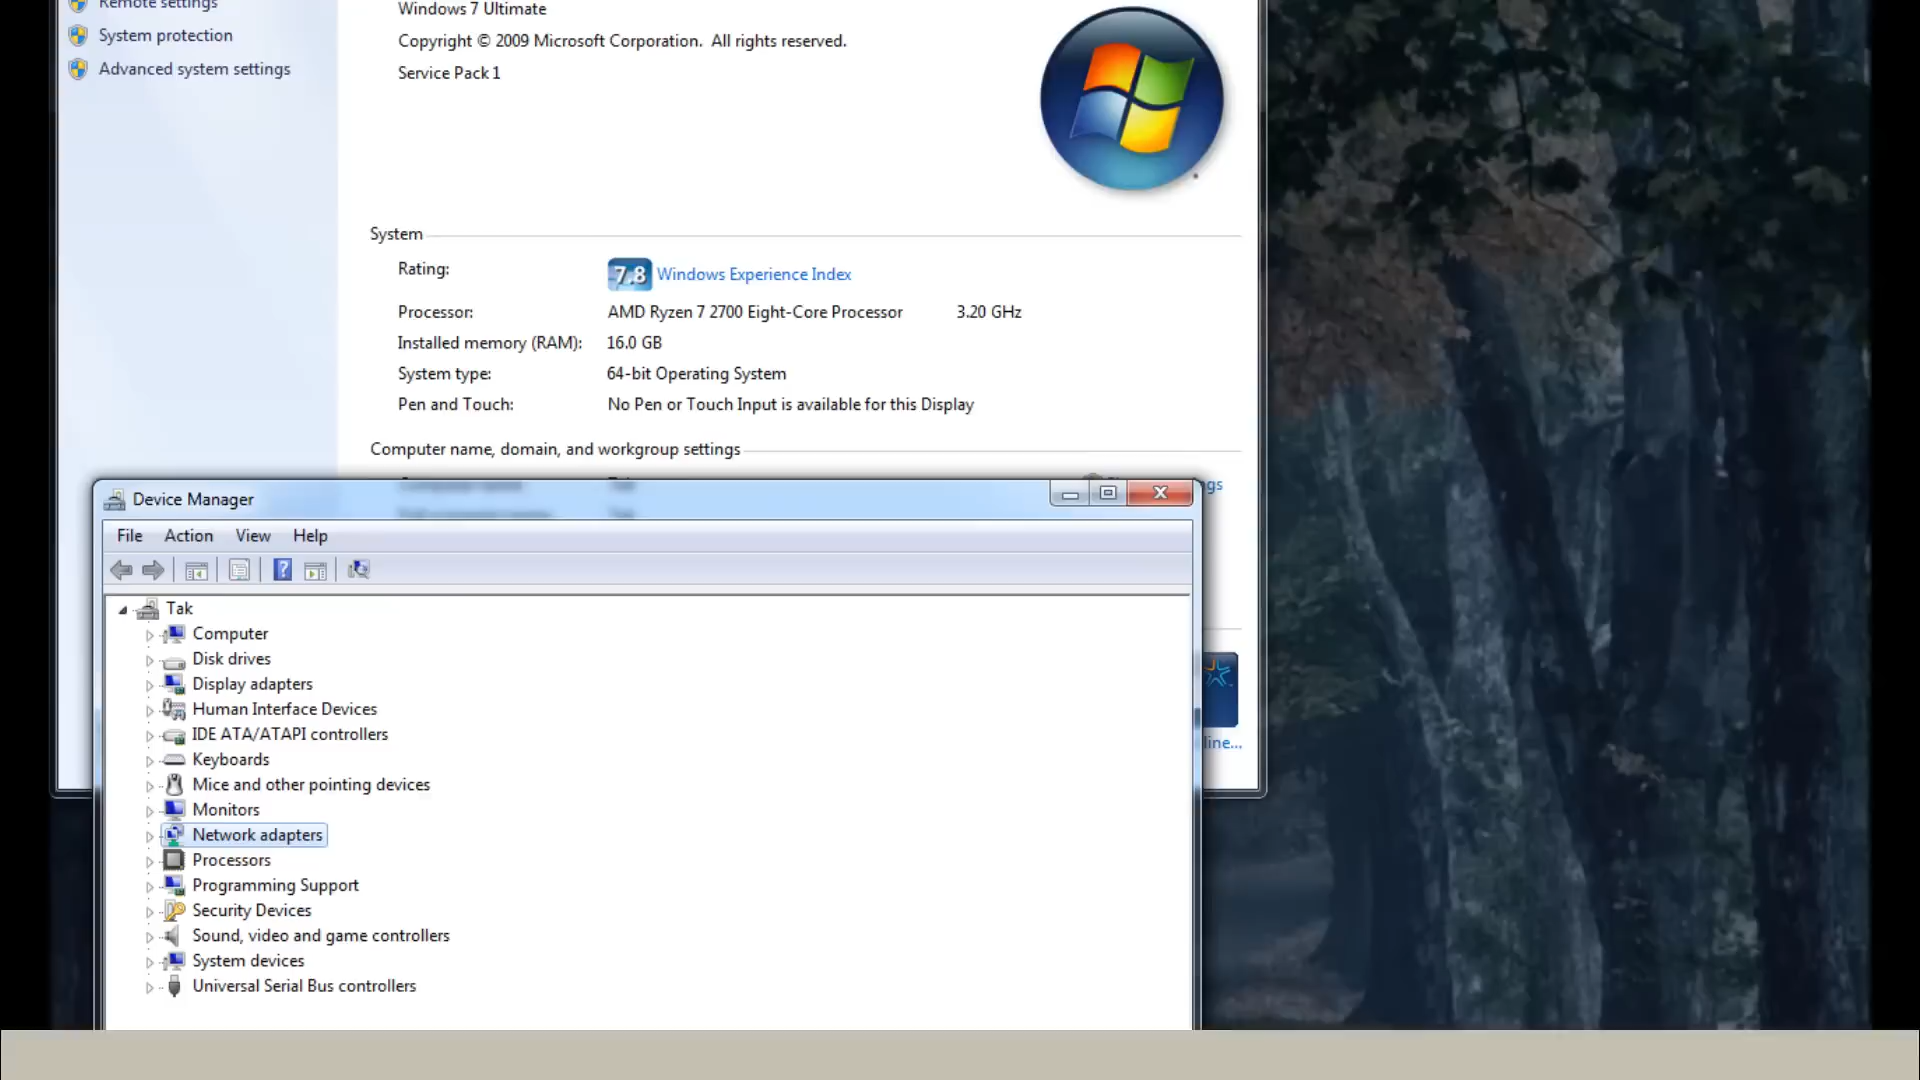 Remote settings
System protection
Advanced system settings
Windows 7 Ultimate
Copyright © 2009 Microsoft Corporation. All rights reserved.
Service Pack 1
System
Rating:
7.8 Windows Experience Index
Processor: AMD Ryzen 7 2700 Eight-Core Processor 3.20 GHz
Installed memory (RAM): 16.0 GB
System type: 64-bit Operating System
Pen and Touch: No Pen or Touch Input is available for this Display
Computer name, domain, and workgroup settings
ngs
line...
Device Manager
File Action View Help
Tak
Computer
Disk drives
Display adapters
Human Interface Devices
IDE ATA/ATAPI controllers
Keyboards
Mice and other pointing devices
Monitors
Network adapters
Processors
Programming Support
Security Devices
Sound, video and game controllers
System devices
Universal Serial Bus controllers